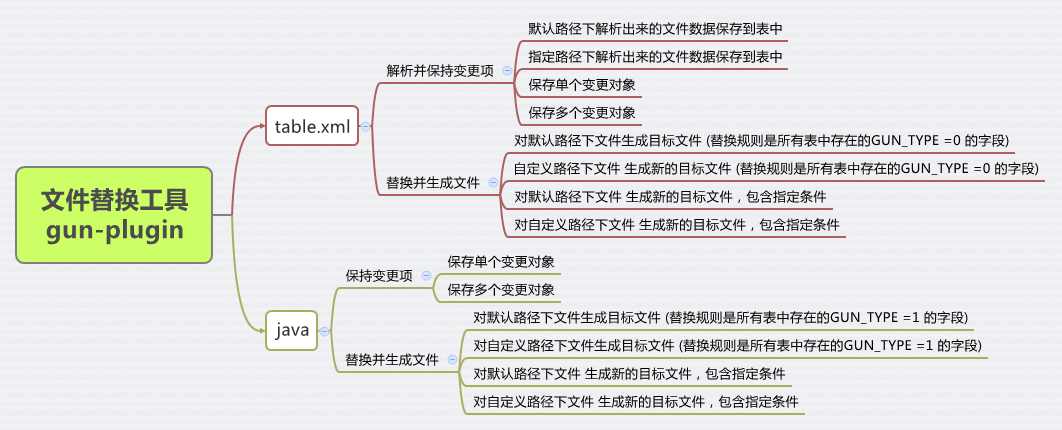 文件替换工具
gun-plugin
table.xml
解析并保持变更项
默认路径下解析出来的文件数据保存到表中
指定路径下解析出来的文件数据保存到表中
保存单个变更对象
保存多个变更对象
替换并生成文件
对默认路径下文件生成目标文件 (替换规则是所有表中存在的GUN_TYPE =0 的字段)
自定义路径下文件 生成新的目标文件 (替换规则是所有表中存在的GUN_TYPE =0 的字段)
对默认路径下文件 生成新的目标文件，包含指定条件
对自定义路径下文件 生成新的目标文件，包含指定条件
java
保持变更项
保存单个变更对象
保存多个变更对象
替换并生成文件
对默认路径下文件生成目标文件 (替换规则是所有表中存在的GUN_TYPE =1 的字段)
对自定义路径下文件生成目标文件 (替换规则是所有表中存在的GUN_TYPE =1 的字段)
对默认路径下文件 生成新的目标文件，包含指定条件
对自定义路径下文件 生成新的目标文件，包含指定条件